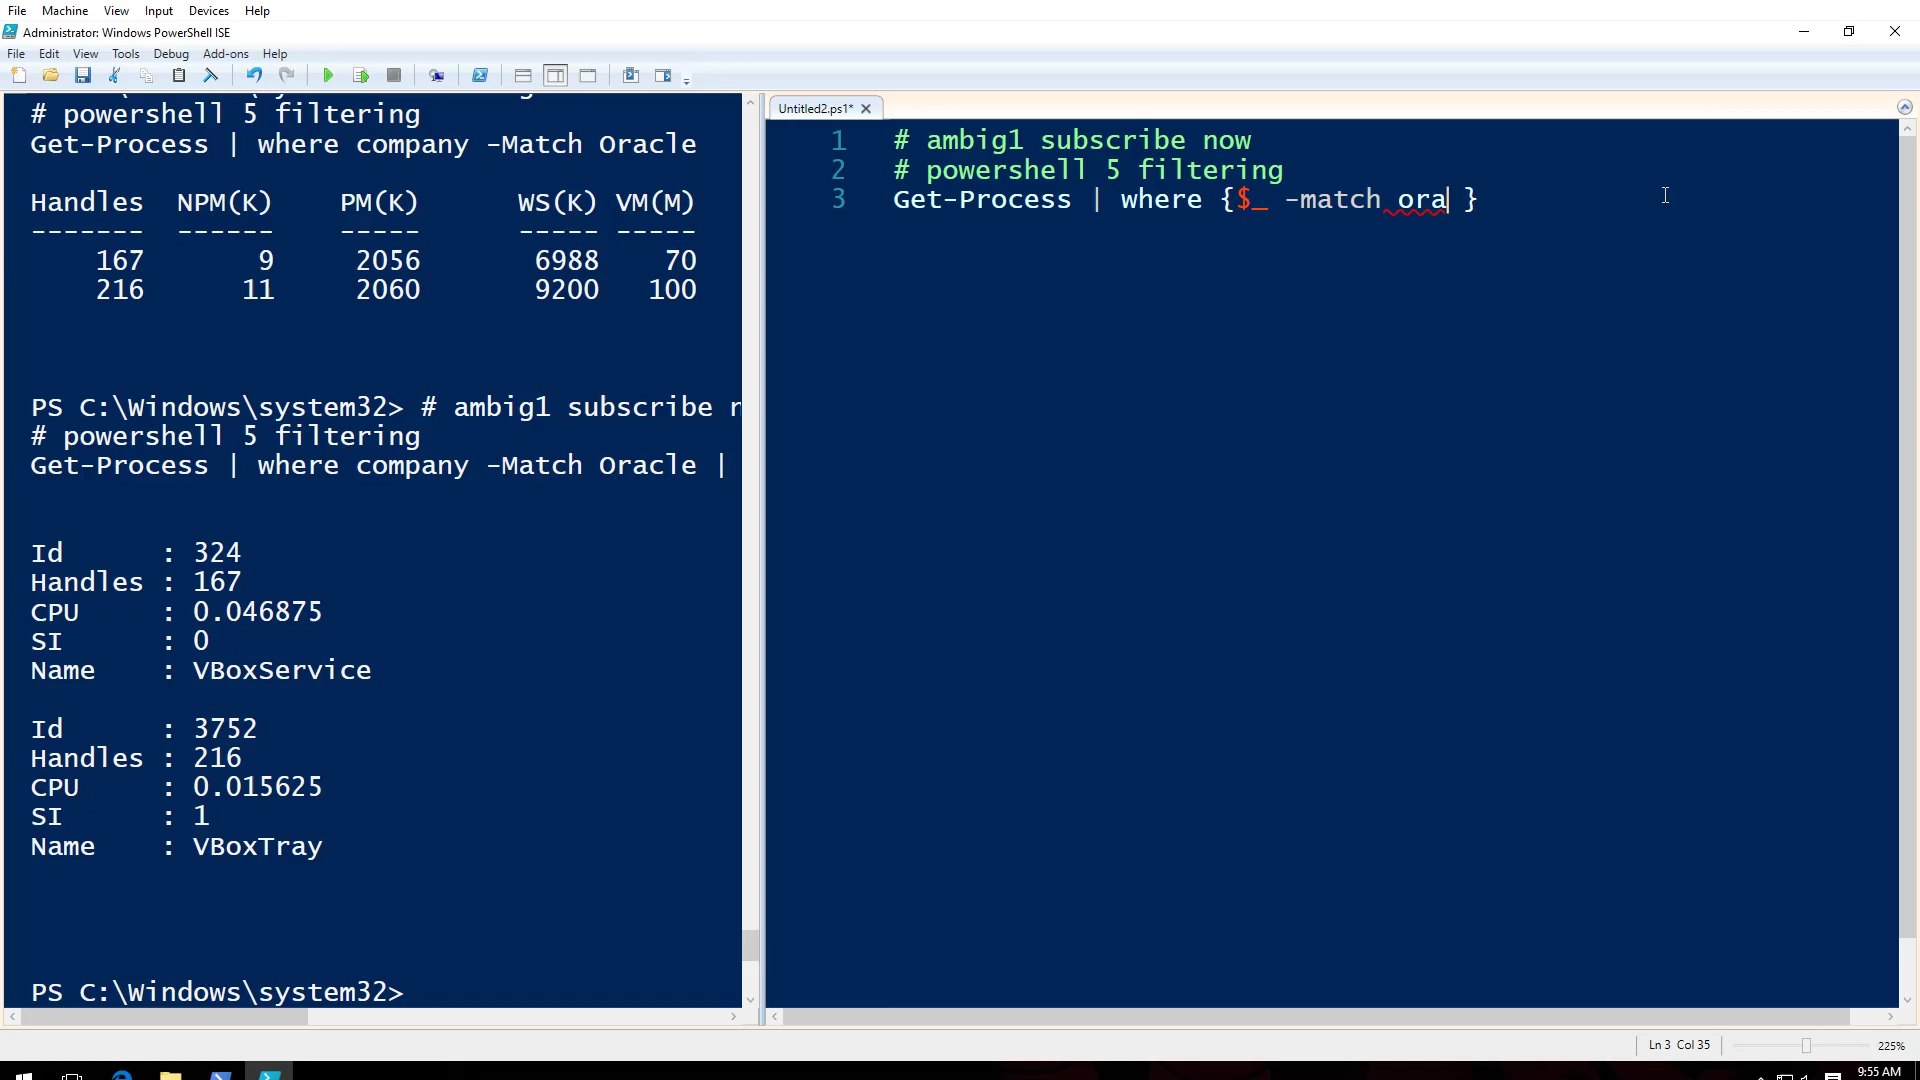 File Machine View Input Devices Help
Administrator: Windows PowerShell ISE
File Edit View Tools Debug Add-ons Help
# powershell 5 filtering
Get-Process | where company -Match Oracle
Handles NPM(K) PM(K) WS(K) VM(M)
------- ------ ----- ----- -----
167 9 2056 6988 70
216 11 2060 9200 100
PS C:\Windows\system32> # ambig1 subscribe n
# powershell 5 filtering
Get-Process | where company -Match Oracle |
Id : 324
Handles : 167
CPU : 0.046875
SI : 0
Name : VBoxService
Id : 3752
Handles : 216
CPU : 0.015625
SI : 1
Name : VBoxTray
PS C:\Windows\system32>
Untitled2.ps1*
1 # ambig1 subscribe now
2 # powershell 5 filtering
3 Get-Process | where {$_ -match ora }
Ln 3 Col 35
225%
9:55 AM